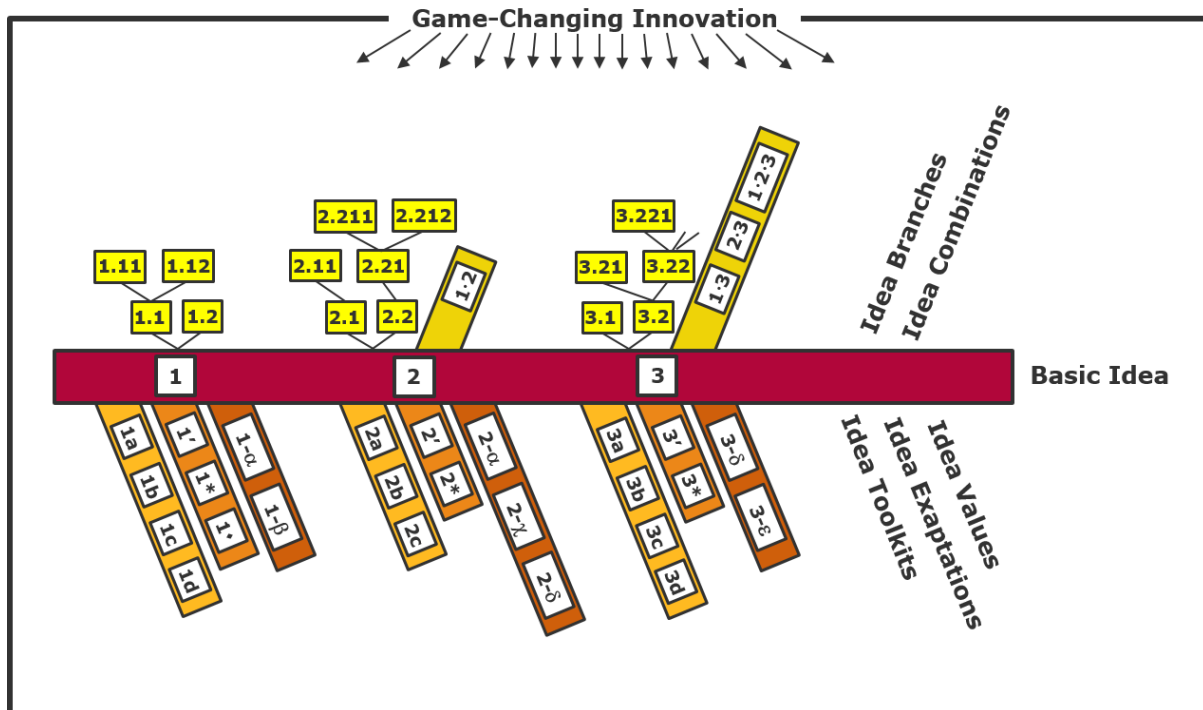 Game-Changing Innovation
1·2·3
2·3
1·3
2.211
2.212
3.221
1.11
1.12
2.11
2.21
3.21
3.22
1·2
1.1
1.2
2.1
2.2
3.1
3.2
Idea Branches
Idea Combinations
1
2
3
Basic Idea
1a
1b
1c
1d
1′
1*
1⋆
1-α
1-β
2a
2b
2c
2′
2*
2-α
2-χ
2-δ
3a
3b
3c
3d
3′
3*
3-δ
3-ε
Idea Toolkits
Idea Exaptations
Idea Values